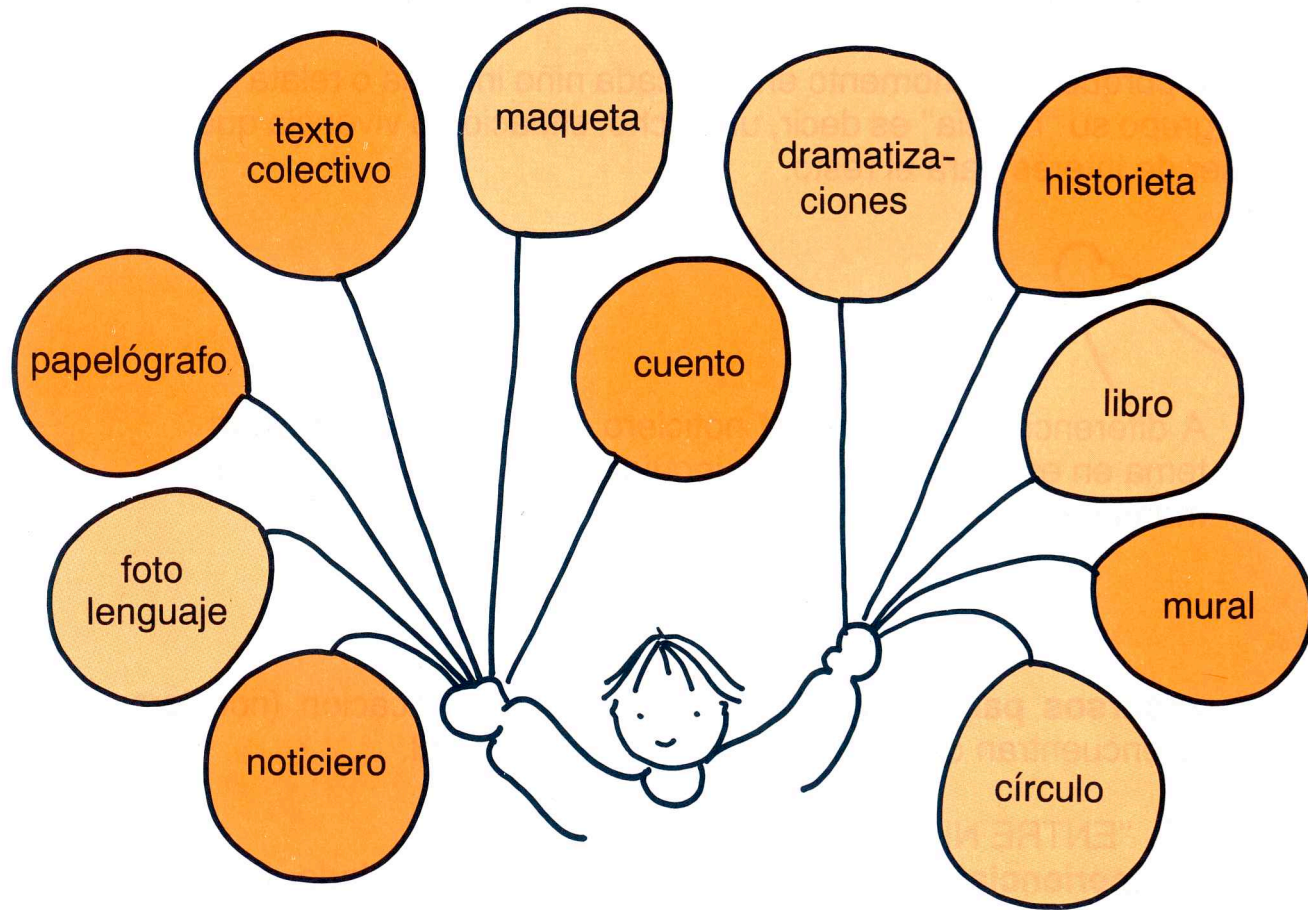 texto
colectivo
maqueta
dramatiza-
ciones
historieta
papelógrafo
cuento
libro
foto
lenguaje
mural
noticiero
círculo